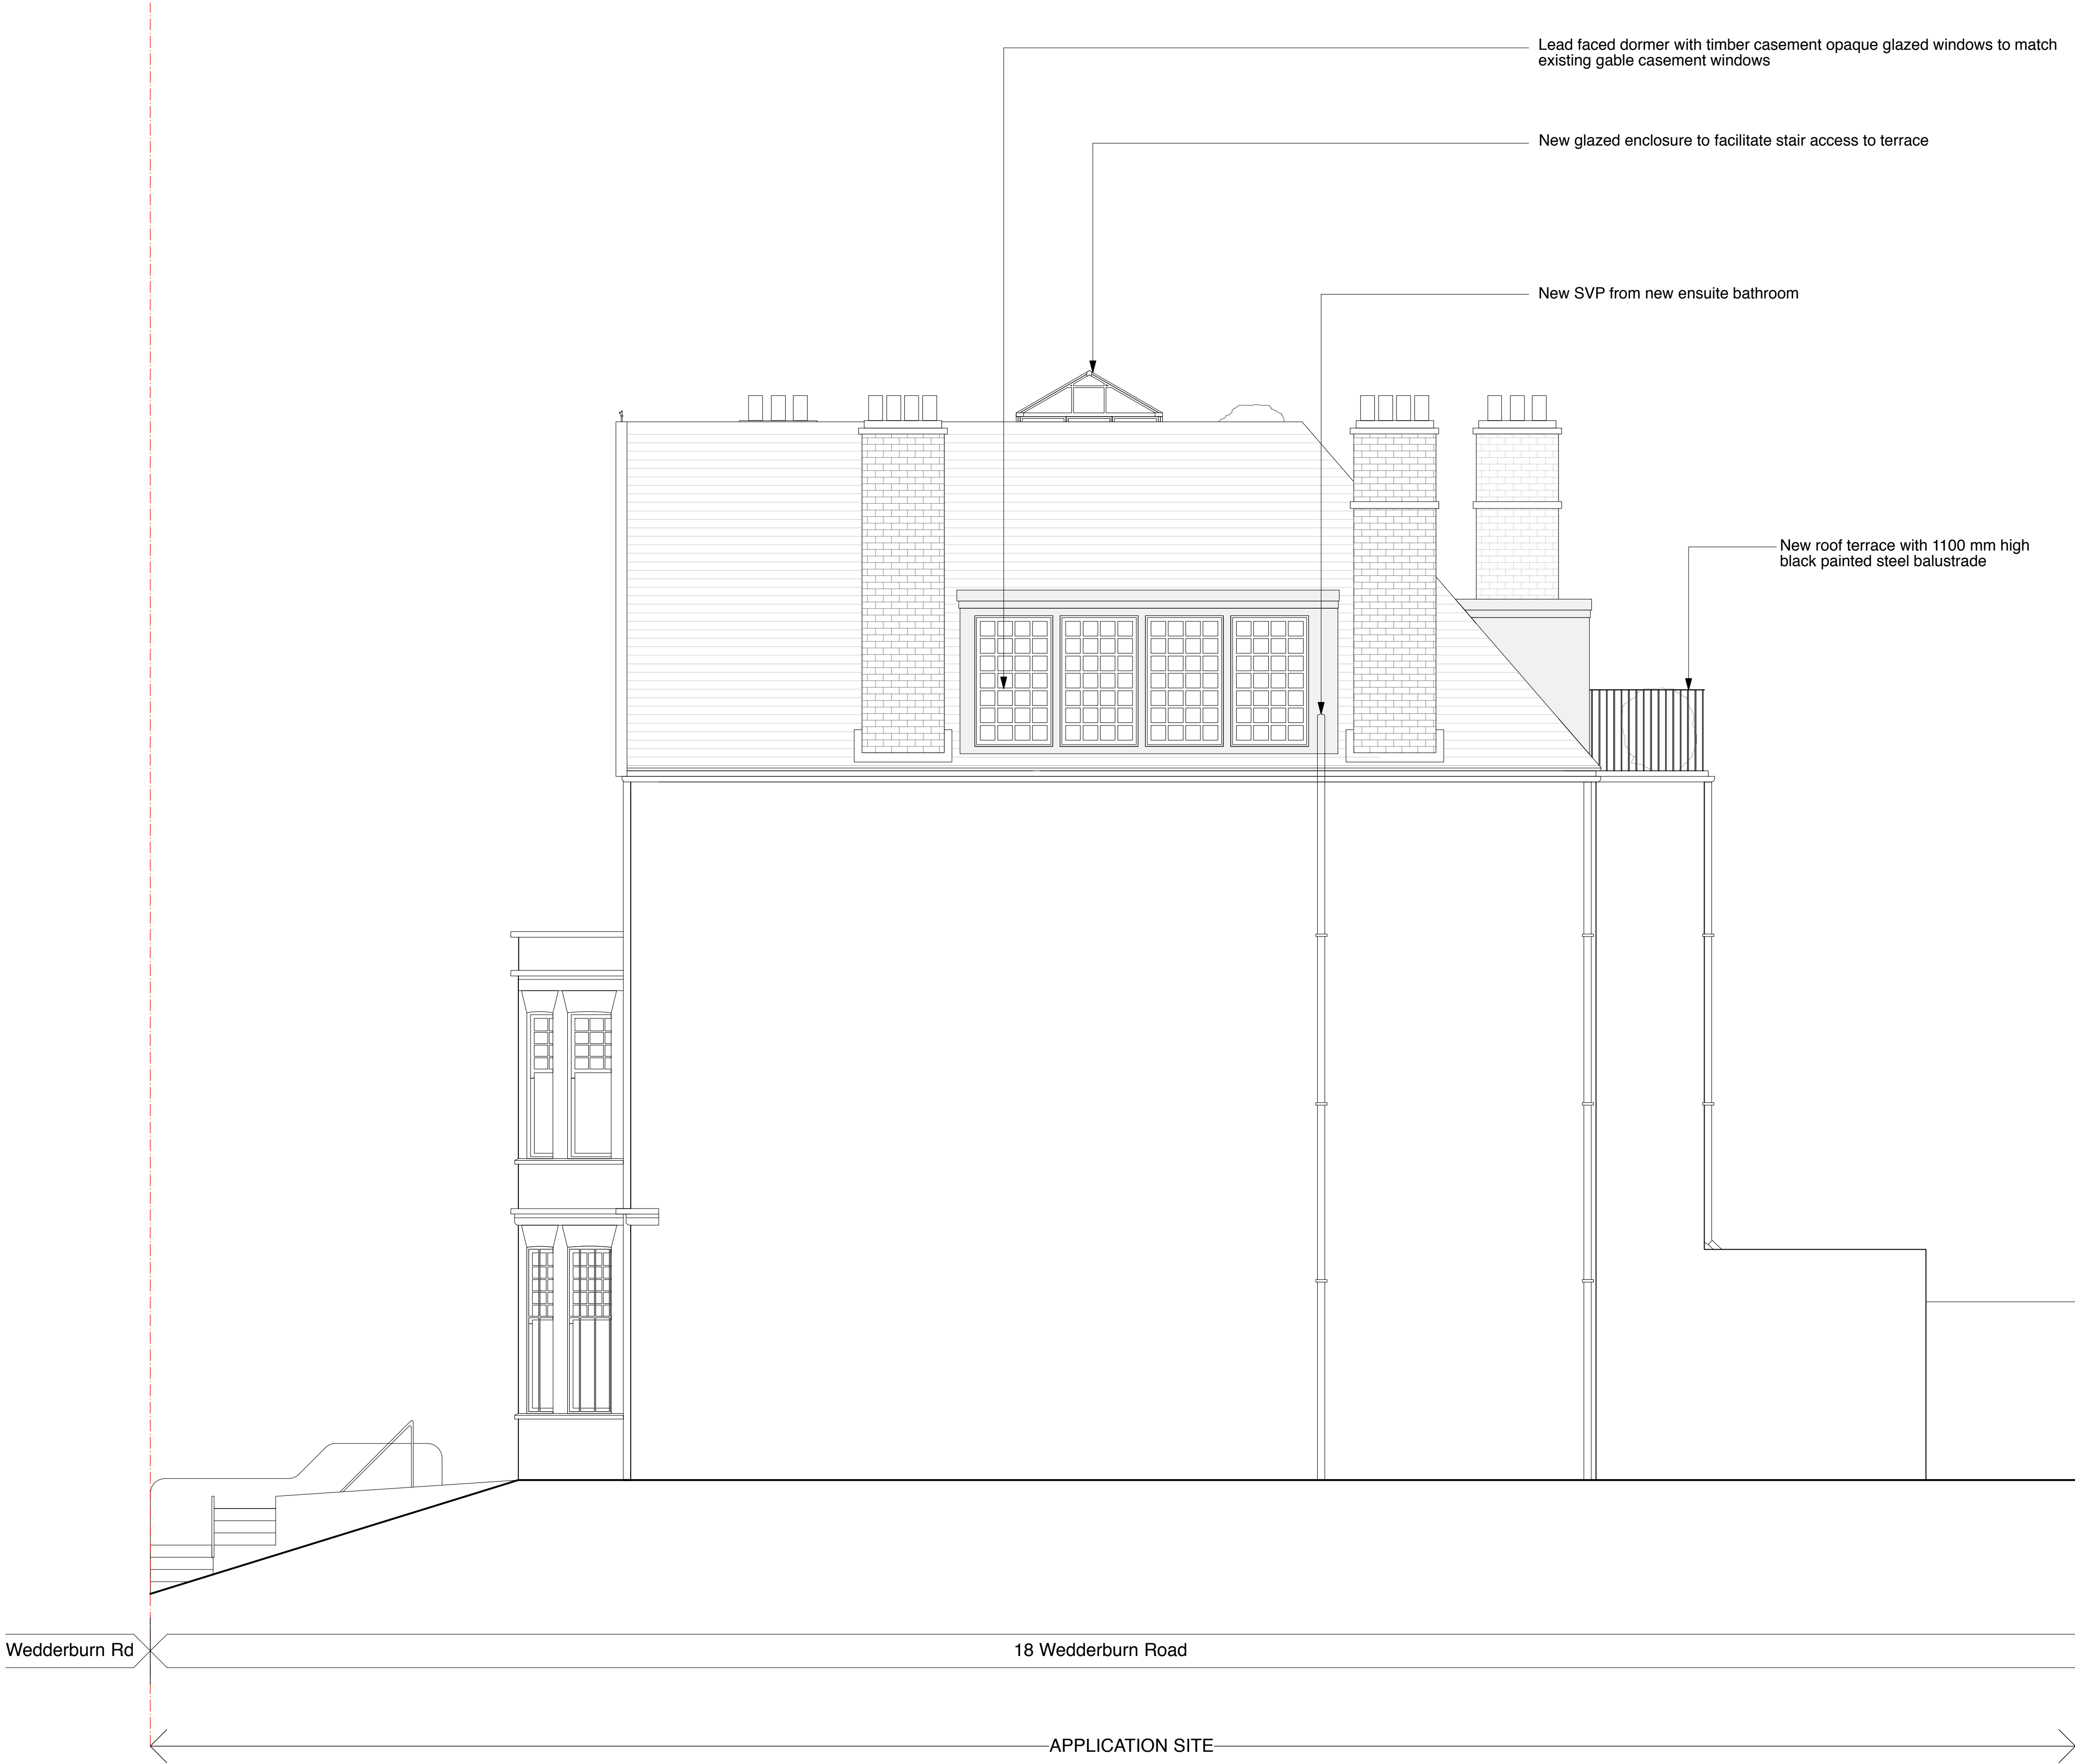 Lead faced dormer with timber casement opaque glazed windows to match
existing gable casement windows
New glazed enclosure to facilitate stair access to terrace
New SVP from new ensuite bathroom
New roof terrace with 1100 mm high
black painted steel balustrade
Wedderburn Rd
18 Wedderburn Road
APPLICATION SITE